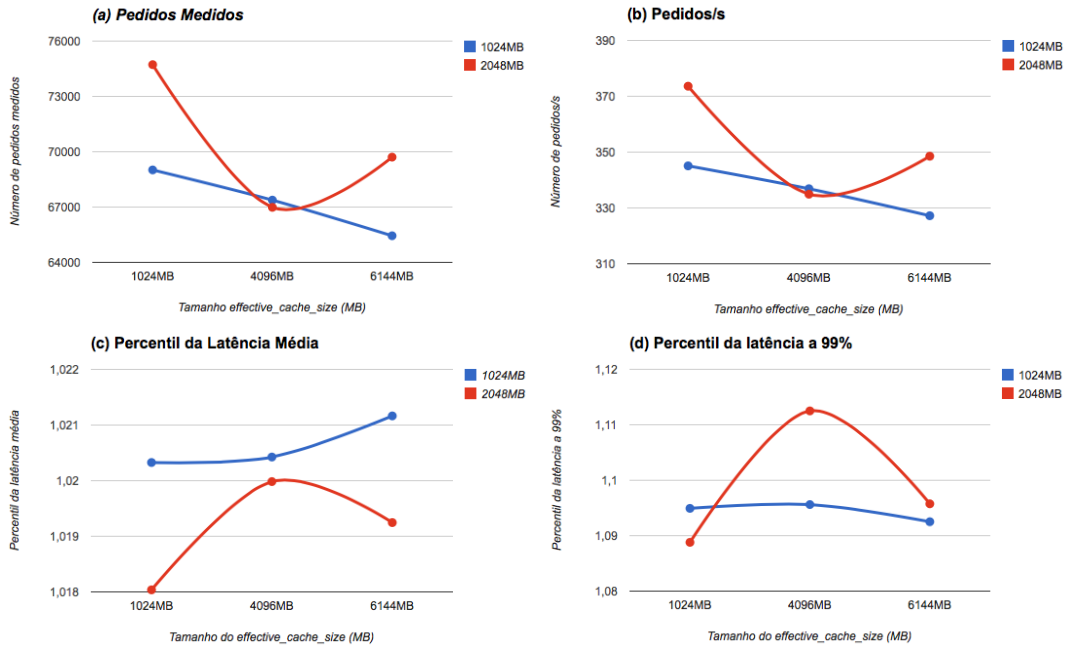 (a) Pedidos Medidos
76000
73000
70000
67000
64000
Número de pedidos medidos
1024MB
4096MB
6144MB
Tamanho effective_cache_size (MB)
1024MB
2048MB
(b) Pedidos/s
390
370
350
330
310
Número de pedidos/s
1024MB
4096MB
6144MB
Tamanho effective_cache_size (MB)
1024MB
2048MB
(c) Percentil da Latência Média
1,022
1,021
1,02
1,019
1,018
Percentil da latência média
1024MB
4096MB
6144MB
Tamanho do effective_cache_size (MB)
1024MB
2048MB
(d) Percentil da latência a 99%
1,12
1,11
1,1
1,09
1,08
Percentil da latência a 99%
1024MB
4096MB
6144MB
Tamanho do effective_cache_size (MB)
1024MB
2048MB